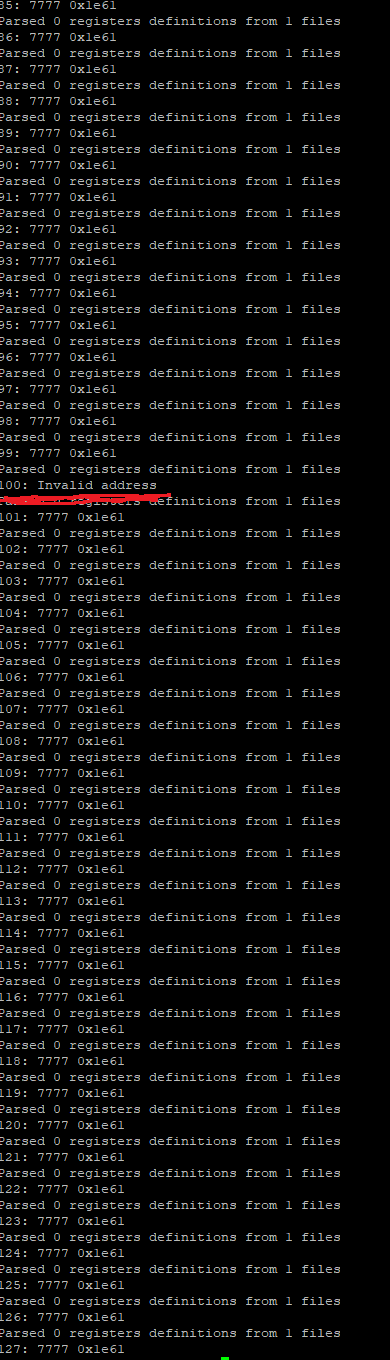 85: 7777 0x1e61
Parsed 0 registers definitions from 1 files
86: 7777 0x1e61
Parsed 0 registers definitions from 1 files
87: 7777 0x1e61
Parsed 0 registers definitions from 1 files
88: 7777 0x1e61
Parsed 0 registers definitions from 1 files
89: 7777 0x1e61
Parsed 0 registers definitions from 1 files
90: 7777 0x1e61
Parsed 0 registers definitions from 1 files
91: 7777 0x1e61
Parsed 0 registers definitions from 1 files
92: 7777 0x1e61
Parsed 0 registers definitions from 1 files
93: 7777 0x1e61
Parsed 0 registers definitions from 1 files
94: 7777 0x1e61
Parsed 0 registers definitions from 1 files
95: 7777 0x1e61
Parsed 0 registers definitions from 1 files
96: 7777 0x1e61
Parsed 0 registers definitions from 1 files
97: 7777 0x1e61
Parsed 0 registers definitions from 1 files
98: 7777 0x1e61
Parsed 0 registers definitions from 1 files
99: 7777 0x1e61
Parsed 0 registers definitions from 1 files
100: Invalid address
Parsed 0 registers definitions from 1 files
101: 7777 0x1e61
Parsed 0 registers definitions from 1 files
102: 7777 0x1e61
Parsed 0 registers definitions from 1 files
103: 7777 0x1e61
Parsed 0 registers definitions from 1 files
104: 7777 0x1e61
Parsed 0 registers definitions from 1 files
105: 7777 0x1e61
Parsed 0 registers definitions from 1 files
106: 7777 0x1e61
Parsed 0 registers definitions from 1 files
107: 7777 0x1e61
Parsed 0 registers definitions from 1 files
108: 7777 0x1e61
Parsed 0 registers definitions from 1 files
109: 7777 0x1e61
Parsed 0 registers definitions from 1 files
110: 7777 0x1e61
Parsed 0 registers definitions from 1 files
111: 7777 0x1e61
Parsed 0 registers definitions from 1 files
112: 7777 0x1e61
Parsed 0 registers definitions from 1 files
113: 7777 0x1e61
Parsed 0 registers definitions from 1 files
114: 7777 0x1e61
Parsed 0 registers definitions from 1 files
115: 7777 0x1e61
Parsed 0 registers definitions from 1 files
116: 7777 0x1e61
Parsed 0 registers definitions from 1 files
117: 7777 0x1e61
Parsed 0 registers definitions from 1 files
118: 7777 0x1e61
Parsed 0 registers definitions from 1 files
119: 7777 0x1e61
Parsed 0 registers definitions from 1 files
120: 7777 0x1e61
Parsed 0 registers definitions from 1 files
121: 7777 0x1e61
Parsed 0 registers definitions from 1 files
122: 7777 0x1e61
Parsed 0 registers definitions from 1 files
123: 7777 0x1e61
Parsed 0 registers definitions from 1 files
124: 7777 0x1e61
Parsed 0 registers definitions from 1 files
125: 7777 0x1e61
Parsed 0 registers definitions from 1 files
126: 7777 0x1e61
Parsed 0 registers definitions from 1 files
127: 7777 0x1e61